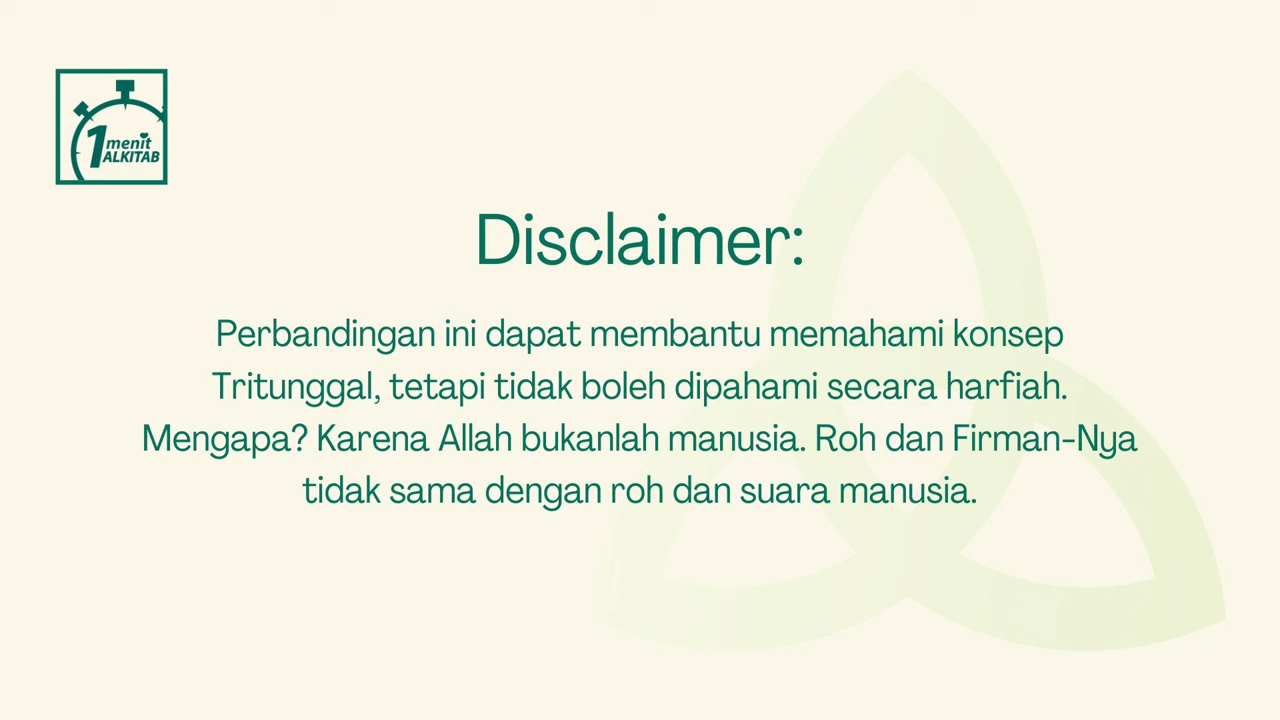 1 menit
ALKITAB
Disclaimer:
Perbandingan ini dapat membantu memahami konsep
Tritunggal, tetapi tidak boleh dipahami secara harfiah.
Mengapa? Karena Allah bukanlah manusia. Roh dan Firman-Nya
tidak sama dengan roh dan suara manusia.